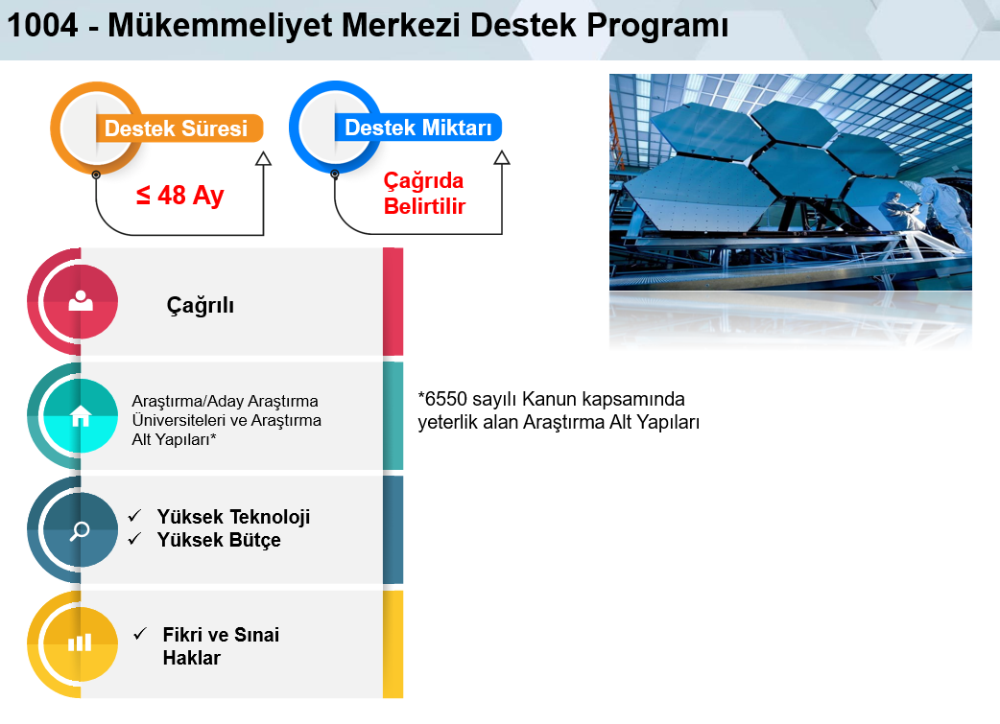 1004 - Mükemmeliyet Merkezi Destek Programı
Destek Süresi
≤ 48 Ay
Destek Miktarı
Çağrıda
Belirtilir
Çağrılı
Araştırma/Aday Araştırma
Üniversiteleri ve Araştırma
Alt Yapıları*
*6550 sayılı Kanun kapsamında
yeterlik alan Araştırma Alt Yapıları
✓ Yüksek Teknoloji
✓ Yüksek Bütçe
✓ Fikri ve Sınai
Haklar